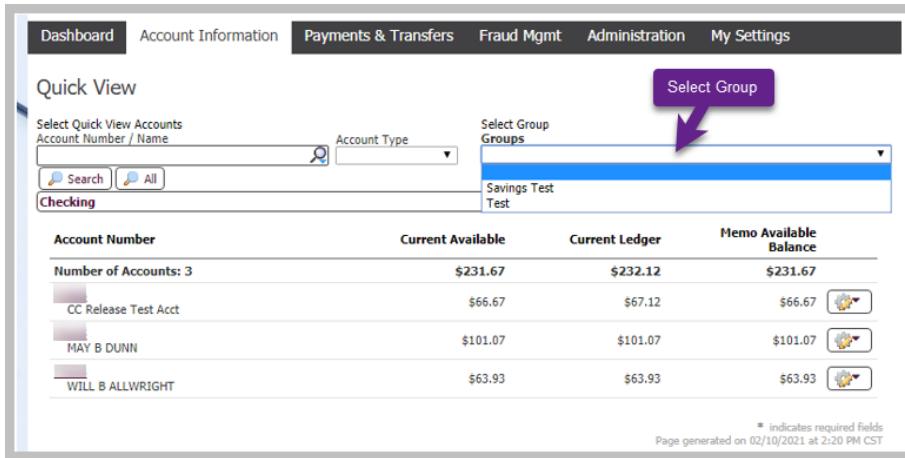 Dashboard Account Information Payments & Transfers Fraud Mgmt Administration My Settings
Quick View
Select Group
Select Quick View Accounts
Account Number / Name
Account Type
Select Group
Groups
Search All
Savings Test
Test
Checking
Account Number Current Available Current Ledger Memo Available Balance
Number of Accounts: 3 $231.67 $232.12 $231.67
CC Release Test Acct $66.67 $67.12 $66.67
MAY B DUNN $101.07 $101.07 $101.07
WILL B ALLWRIGHT $63.93 $63.93 $63.93
* indicates required fields
Page generated on 02/10/2021 at 2:20 PM CST